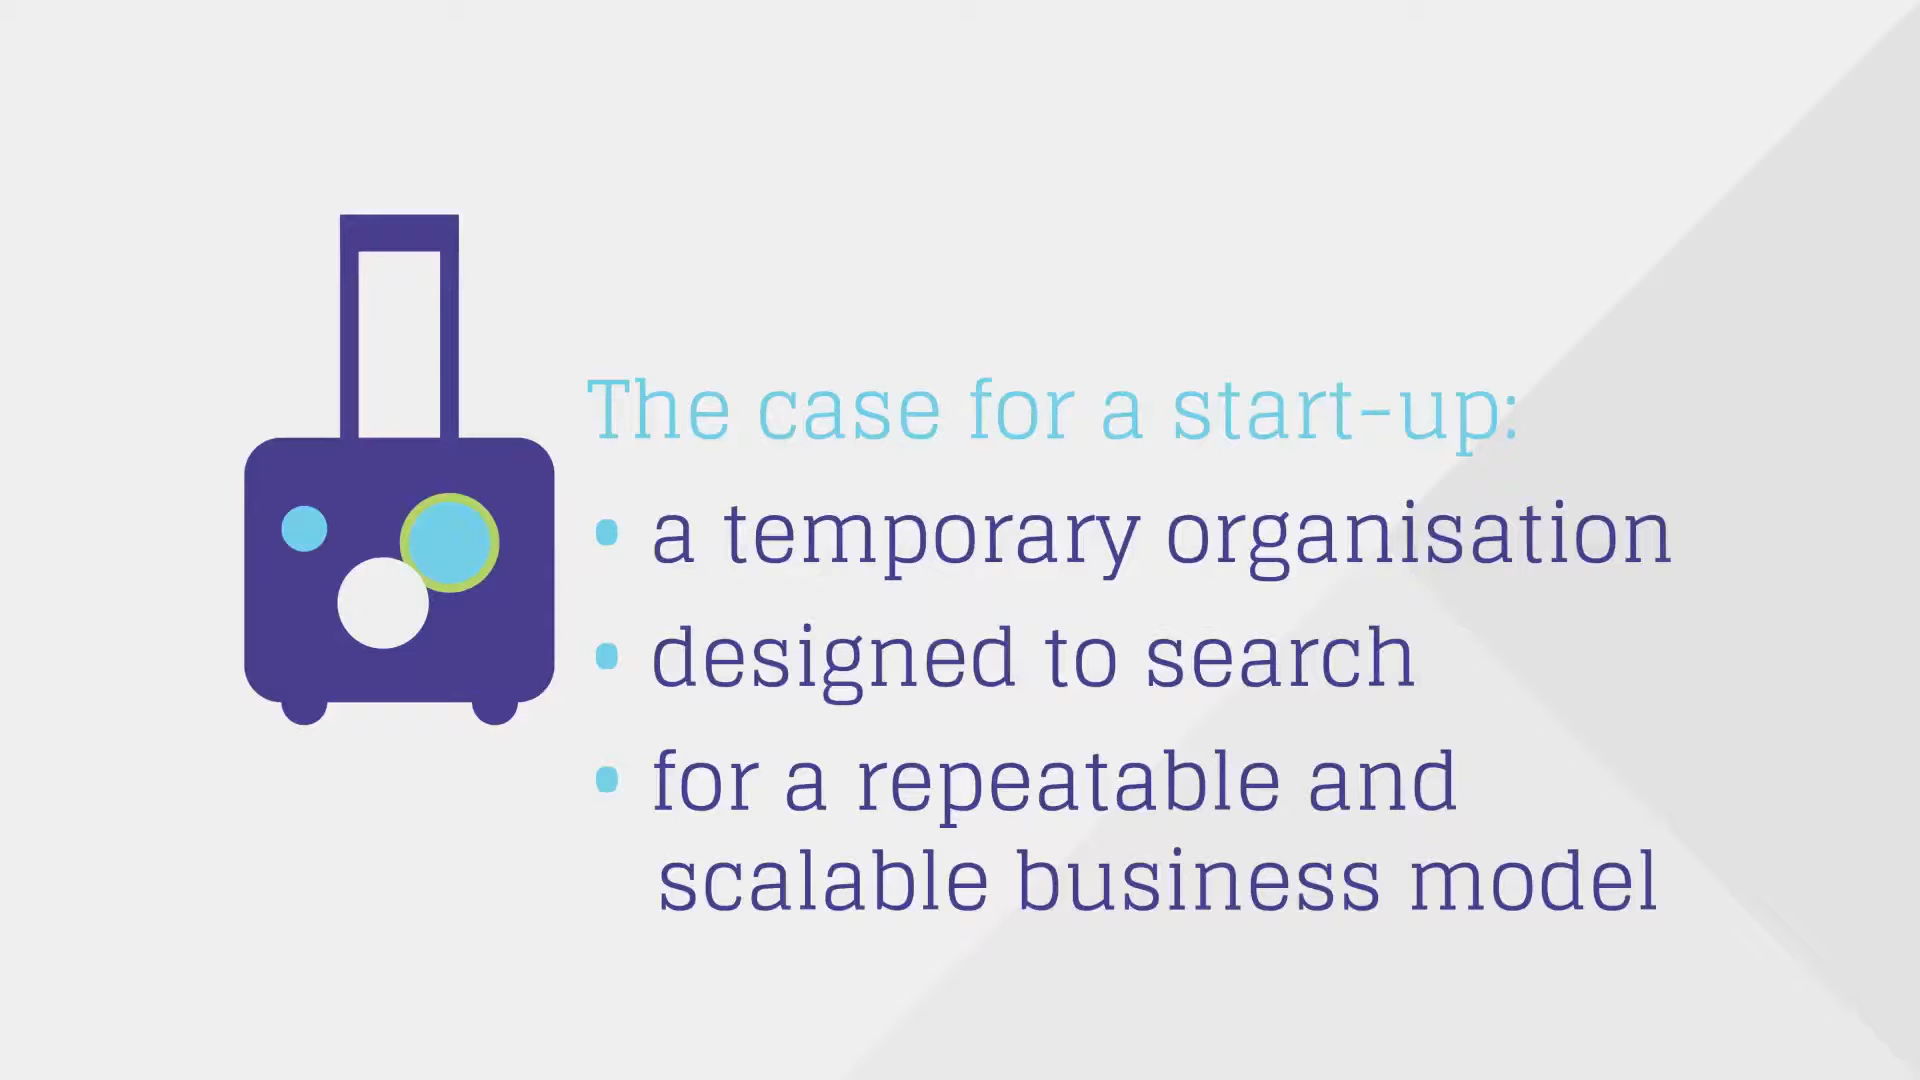 The case for a start-up:
• a temporary organisation
• designed to search
• for a repeatable and
scalable business model